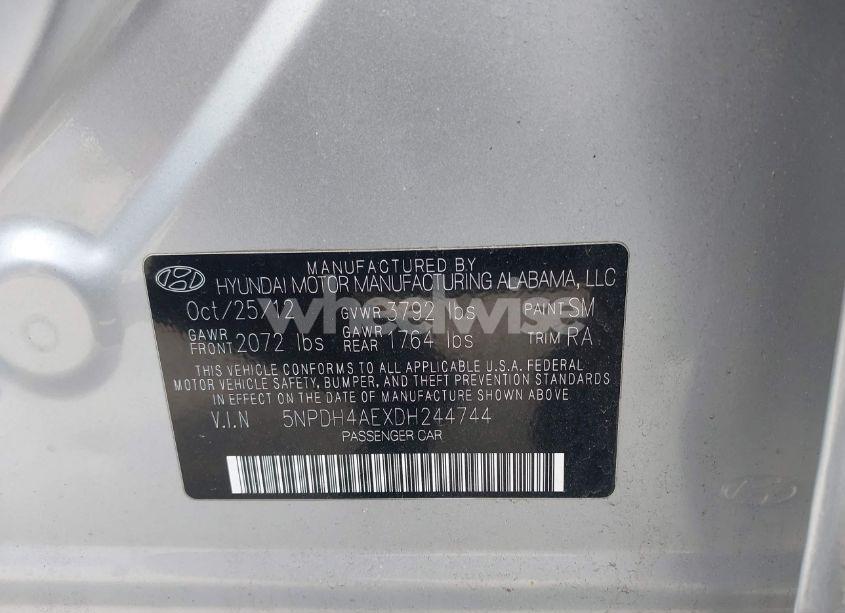 MANUFACTURED BY
HYUNDAI MOTOR MANUFACTURING ALABAMA, LLC
Oct/25/12 GVWR 3792 lbs PAINT SM
GAWR FRONT 2072 lbs GAWR REAR 1764 lbs TRIM RA
THIS VEHICLE CONFORMS TO ALL APPLICABLE U.S.A. FEDERAL
MOTOR VEHICLE SAFETY, BUMPER, AND THEFT PREVENTION STANDARDS
IN EFFECT ON THE DATE OF MANUFACTURE SHOWN ABOVE
V.I.N 5NPDH4AEXDH244744
PASSENGER CAR
wheelwise